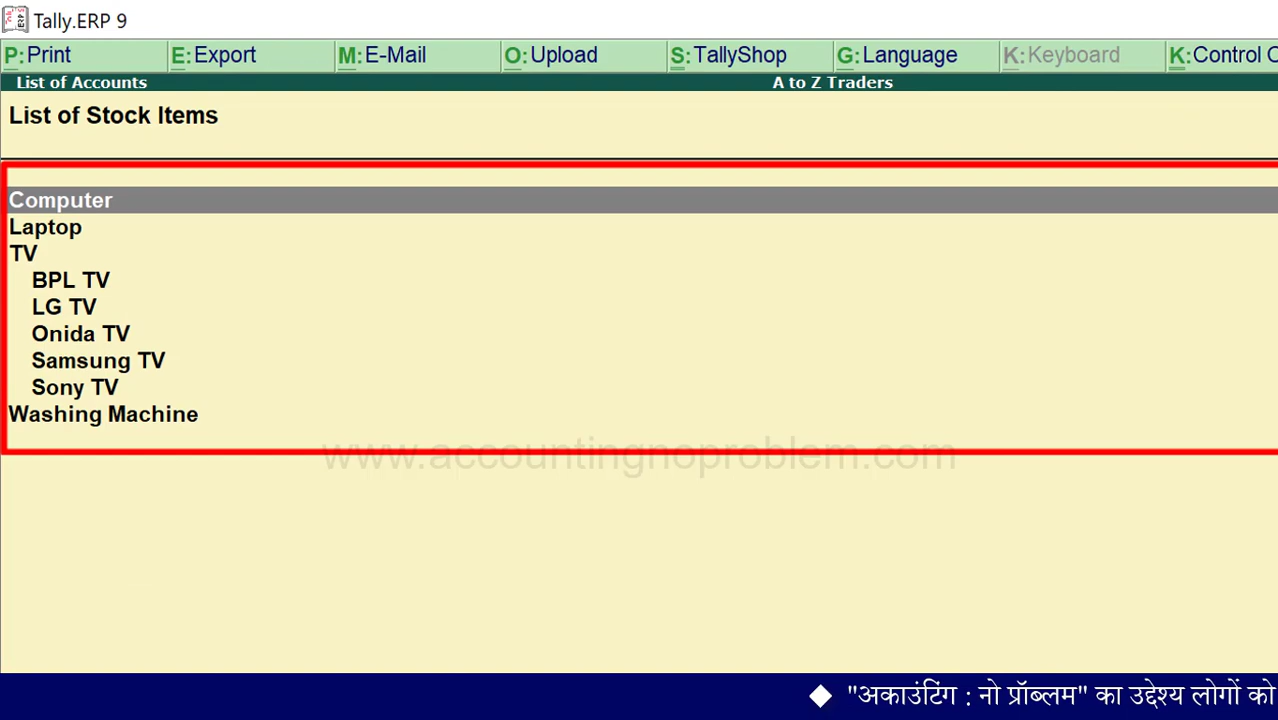 Tally.ERP 9
P: Print E: Export M: E-Mail O: Upload S: TallyShop G: Language K: Keyboard K: Control C
List of Accounts A to Z Traders
List of Stock Items
Computer
Laptop
TV
BPL TV
LG TV
Onida TV
Samsung TV
Sony TV
Washing Machine
www.accountingnoproblem.com
"अकाउंटिंग : नो प्रॉब्लम" का उद्देश्य लोगों को